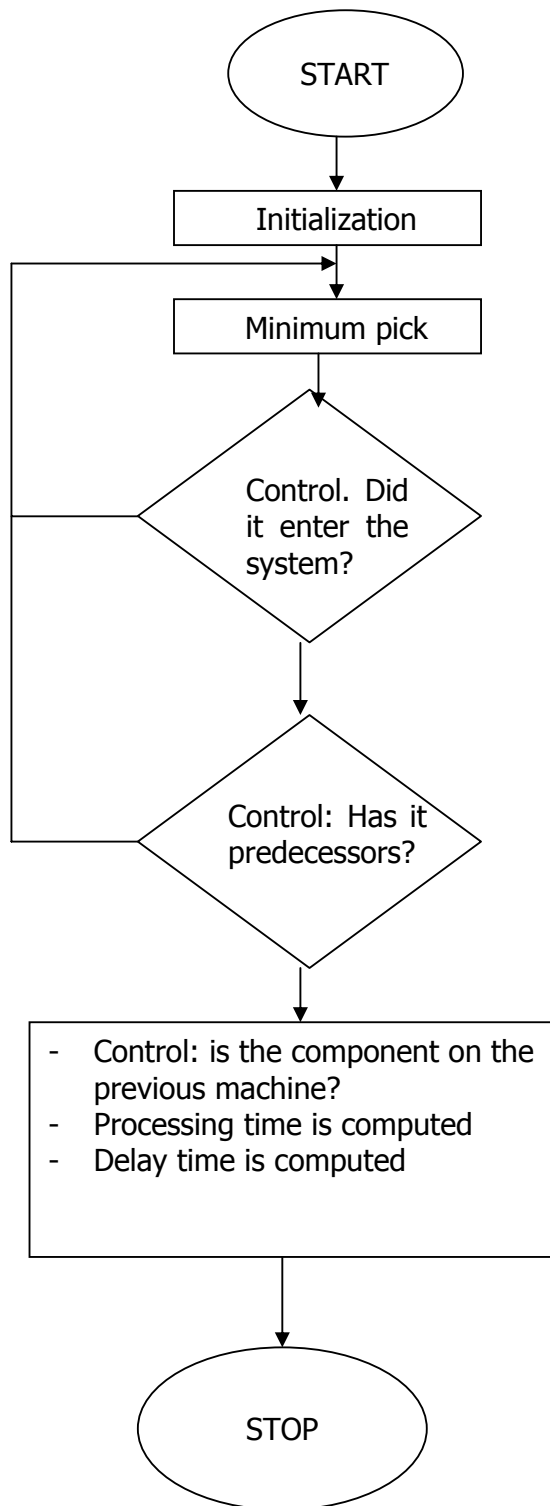 START
Initialization
Minimum pick
Control. Did
it enter the
system?
Control: Has it
predecessors?
- Control: is the component on the
previous machine?
- Processing time is computed
- Delay time is computed
STOP